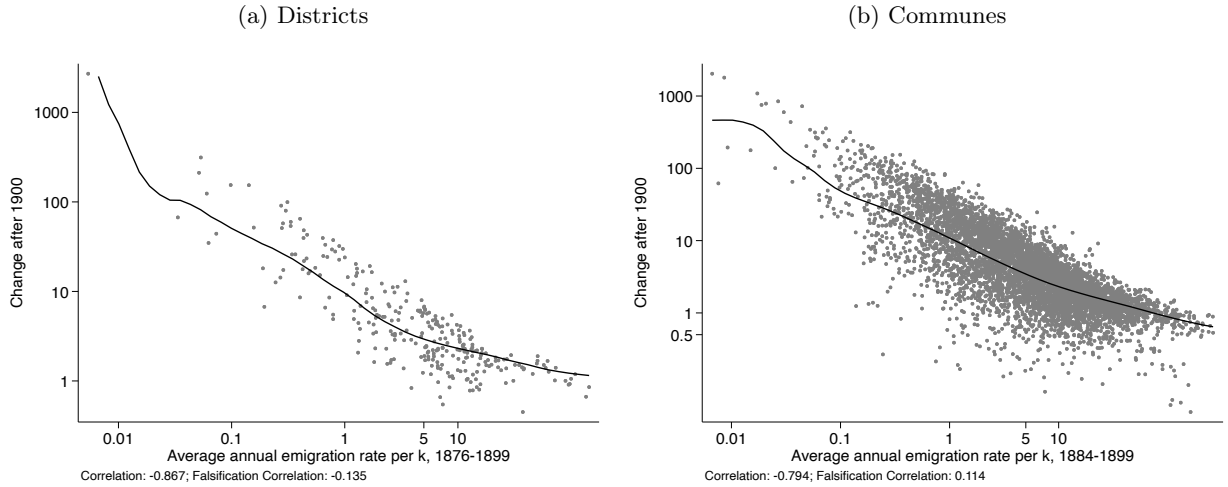 (a) Districts
1000
100
10
1
Change after 1900
0.01 0.1 1 5 10
Average annual emigration rate per k, 1876-1899
Correlation: -0.867; Falsification Correlation: -0.135
(b) Communes
1000
100
10
1
0.5
Change after 1900
0.01 0.1 1 5 10
Average annual emigration rate per k, 1884-1899
Correlation: -0.794; Falsification Correlation: 0.114